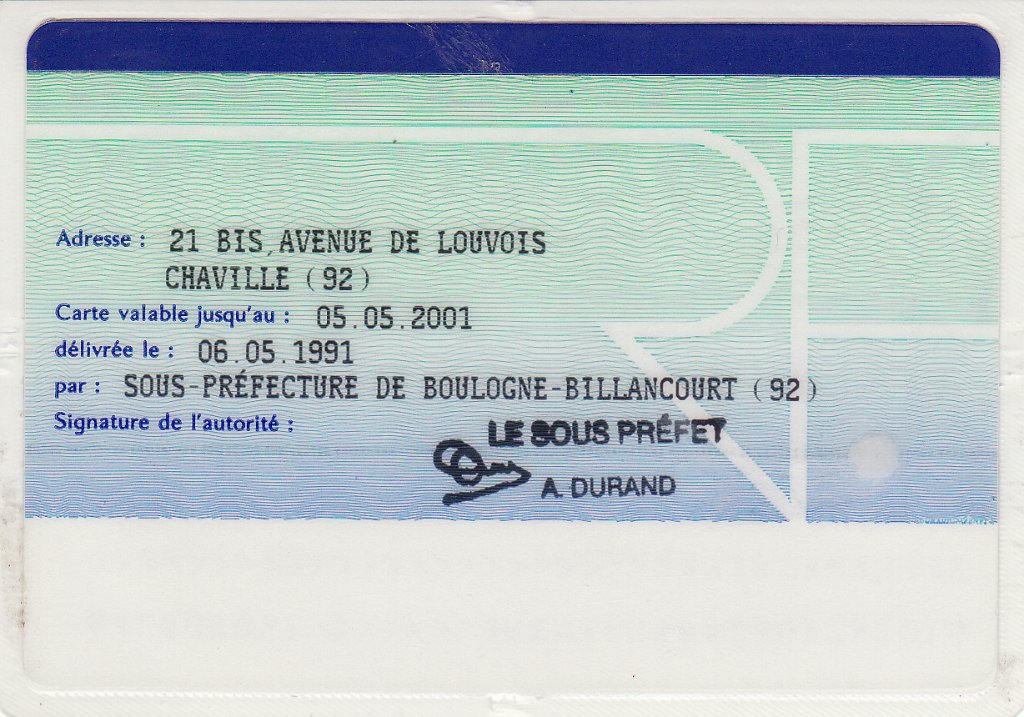 Adresse : 21 BIS,AVENUE DE LOUVOIS
CHAVILLE (92)
Carte valable jusqu'au : 05.05.2001
délivrée le : 06.05.1991
par : SOUS-PRÉFECTURE DE BOULOGNE-BILLANCOURT (92)
Signature de l'autorité :
LE SOUS PRÉFET
A. DURAND
RF